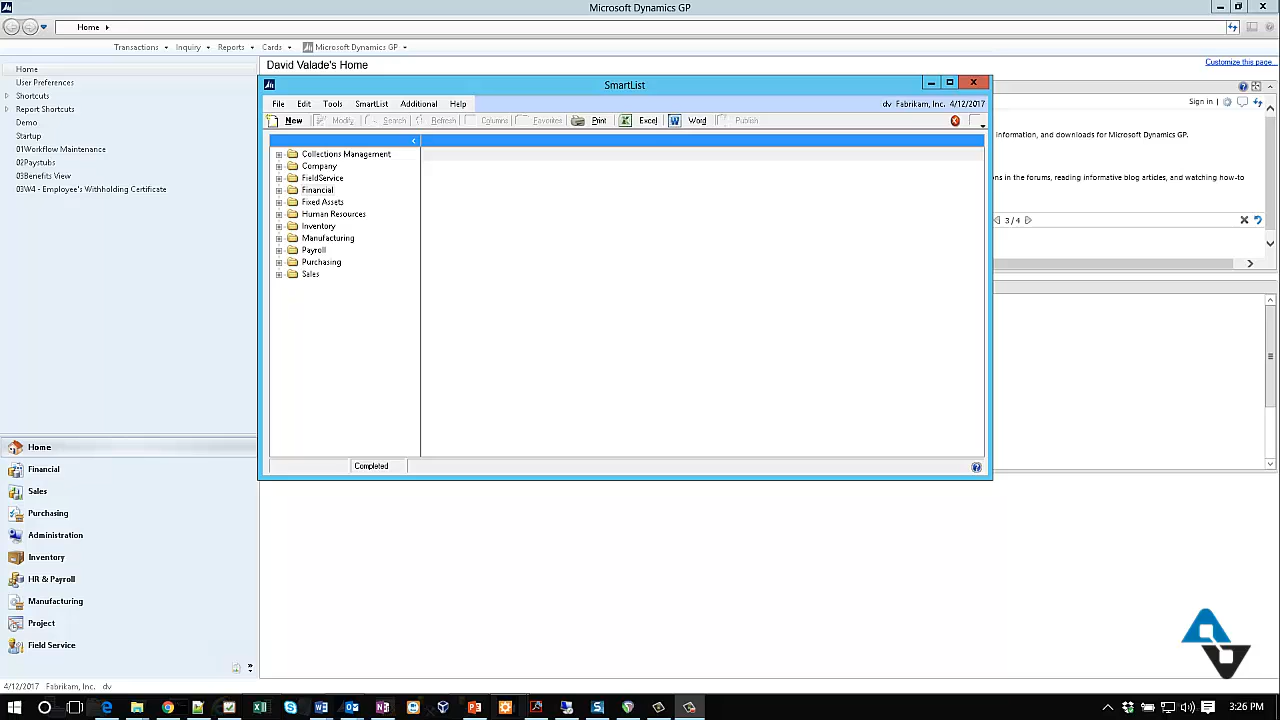 Microsoft Dynamics GP
Home
Transactions Inquiry Reports Cards Microsoft Dynamics GP
Home
User Preferences
Shortcuts
Report Shortcuts
Demo
Startup
01Workflow Maintenance
02Paystubs
03Benefits View
03W4 - Employee's Withholding Certificate
David Valade's Home
Customize this page...
Sign in
information, and downloads for Microsoft Dynamics GP.
ons in the forums, reading informative blog articles, and watching how-to
3 / 4
SmartList
File Edit Tools SmartList Additional Help
dv Fabrikam, Inc. 4/12/2017
New Modify Search Refresh Columns Favorites Print Excel Word Publish
Collections Management
Company
FieldService
Financial
Fixed Assets
Human Resources
Inventory
Manufacturing
Payroll
Purchasing
Sales
Completed
Home
Financial
Sales
Purchasing
Administration
Inventory
HR & Payroll
Manufacturing
Project
Field Service
4/12/2017 Fabrikam, Inc. dv
3:26 PM